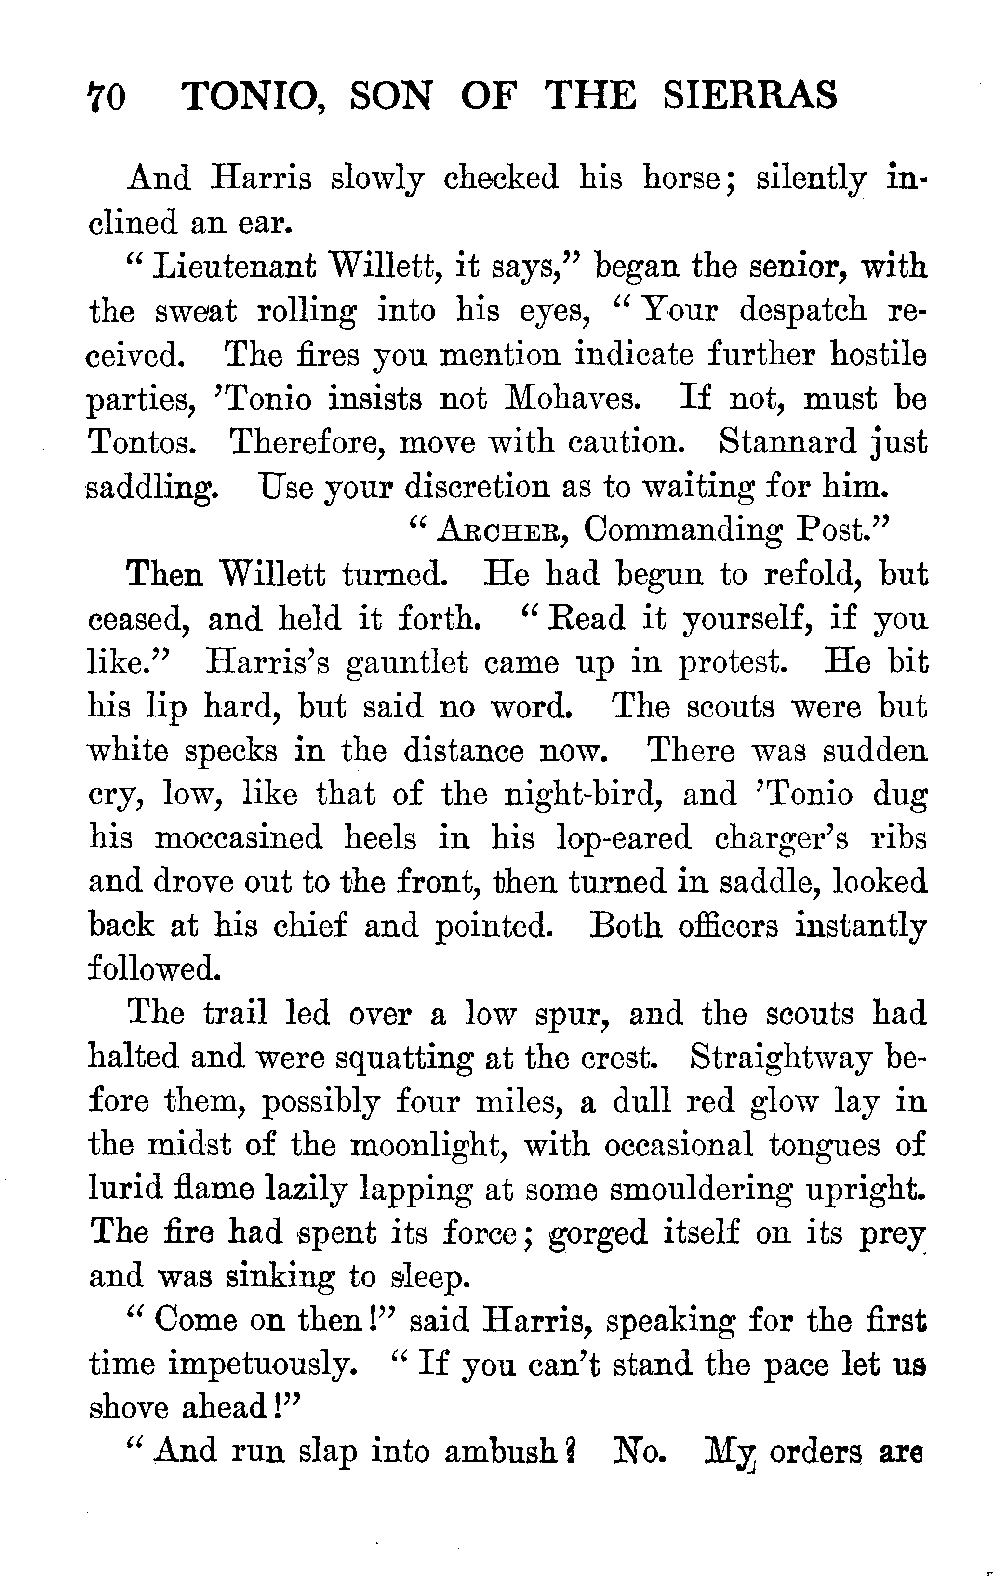 70 TONIO, SON OF THE SIERRAS
And Harris slowly checked his horse; silently in-
clined an ear.
“Lieutenant Willett, it says,” began the senior, with
the sweat rolling into his eyes, “Your despatch re-
ceived. The fires you mention indicate further hostile
parties, ’Tonio insists not Mohaves. If not, must be
Tontos. Therefore, move with caution. Stannard just
saddling. Use your discretion as to waiting for him.
“ARCHER, Commanding Post.”
Then Willett turned. He had begun to refold, but
ceased, and held it forth. “Read it yourself, if you
like.” Harris’s gauntlet came up in protest. He bit
his lip hard, but said no word. The scouts were but
white specks in the distance now. There was sudden
cry, low, like that of the night-bird, and ’Tonio dug
his moccasined heels in his lop-eared charger’s ribs
and drove out to the front, then turned in saddle, looked
back at his chief and pointed. Both officers instantly
followed.
The trail led over a low spur, and the scouts had
halted and were squatting at the crest. Straightway be-
fore them, possibly four miles, a dull red glow lay in
the midst of the moonlight, with occasional tongues of
lurid flame lazily lapping at some smouldering upright.
The fire had spent its force; gorged itself on its prey
and was sinking to sleep.
“Come on then!” said Harris, speaking for the first
time impetuously. “If you can’t stand the pace let us
shove ahead!”
“And run slap into ambush? No. My orders are